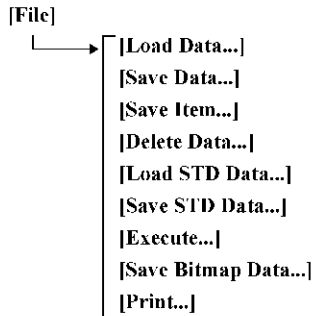 [File]
[Load Data...]
[Save Data...]
[Save Item...]
[Delete Data...]
[Load STD Data...]
[Save STD Data...]
[Execute...]
[Save Bitmap Data...]
[Print...]